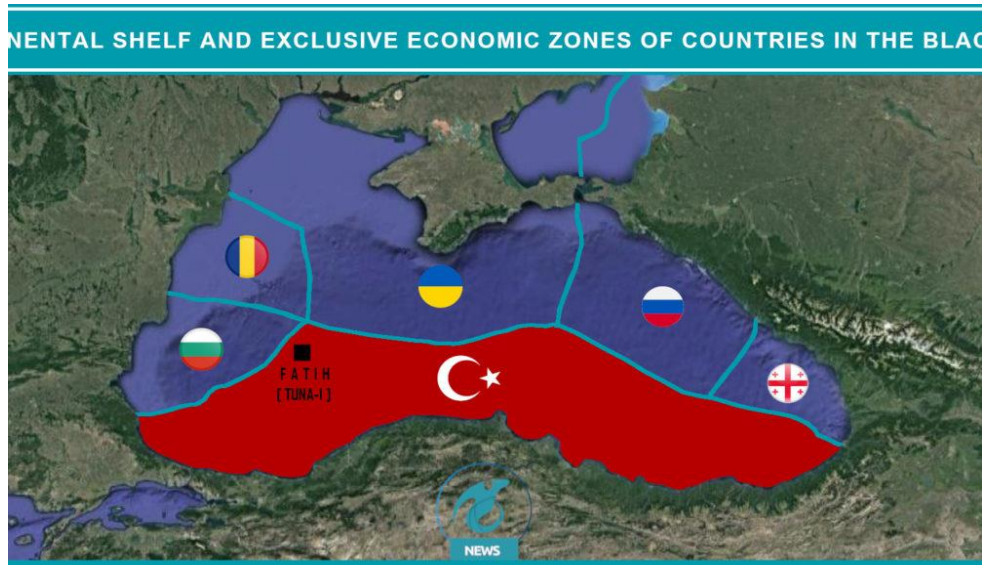 NENTAL SHELF AND EXCLUSIVE ECONOMIC ZONES OF COUNTRIES IN THE BLAC
FATIH
[ TUNA-I ]
NEWS